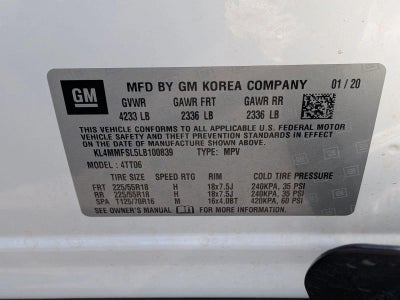 GM
MFD BY GM KOREA COMPANY 01/20
GVWR GAWR FRT GAWR RR
4233 LB 2336 LB 2336 LB
THIS VEHICLE CONFORMS TO ALL APPLICABLE U.S. FEDERAL MOTOR
VEHICLE SAFETY AND THEFT PREVENTION STANDARDS IN EFFECT ON THE
DATE OF MANUFACTURE SHOWN ABOVE.
KL4MMFSL5LB100839 TYPE: MPV
MODEL: 4TT06
TIRE SIZE SPEED RTG RIM COLD TIRE PRESSURE
FRT 225/55R18 H 18x7.5J 240KPA, 35 PSI
RR 225/55R18 H 18x7.5J 240KPA, 35 PSI
SPA T125/70R16 M 16x4.0BT 420KPA, 60 PSI
SEE OWNER'S MANUAL FOR MORE INFORMATION.